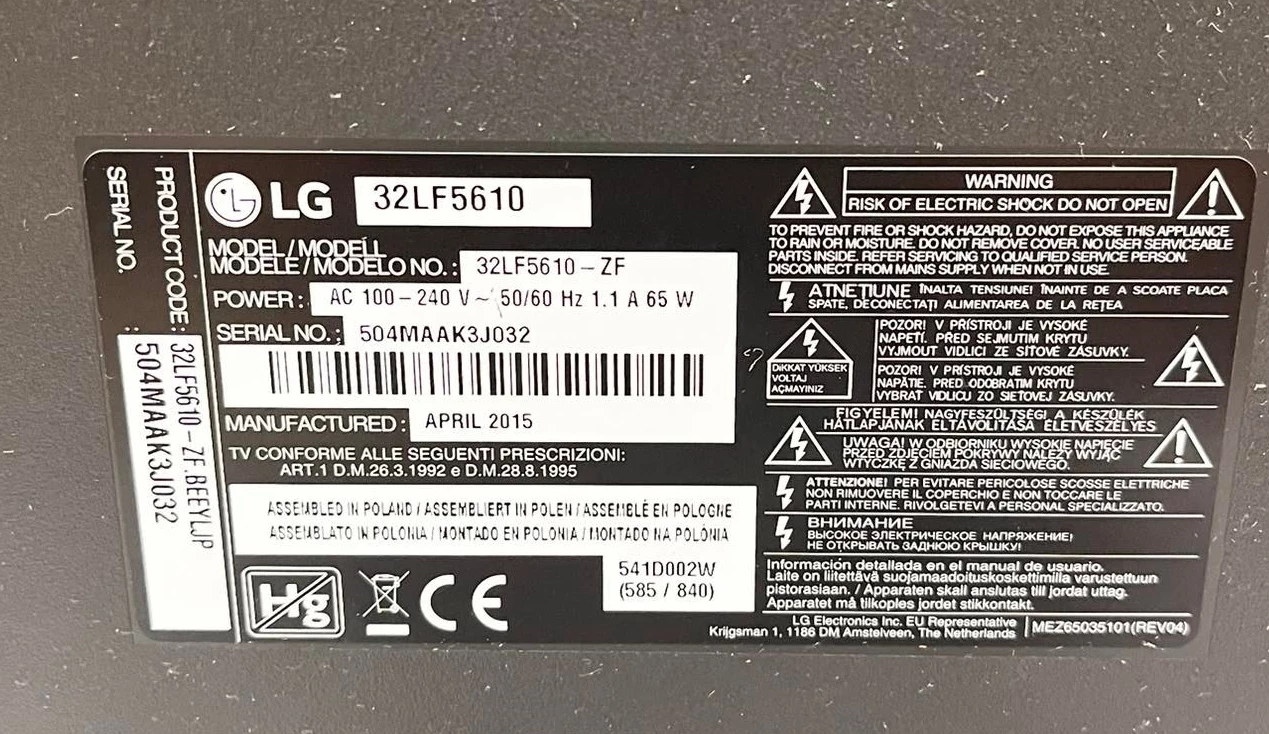 SERIAL NO. : 504MAAK3J032
PRODUCT CODE : 32LF5610-ZF.BEEYLJP
LG 32LF5610
MODEL / MODELL
MODÈLE / MODELO NO. : 32LF5610-ZF
POWER : AC 100-240 V~ 50/60 Hz 1.1 A 65 W
SERIAL NO. : 504MAAK3J032
MANUFACTURED : APRIL 2015
TV CONFORME ALLE SEGUENTI PRESCRIZIONI:
ART.1 D.M.26.3.1992 e D.M.28.8.1995
ASSEMBLED IN POLAND / ASSEMBLIERT IN POLEN / ASSEMBLÉ EN POLOGNE
ASSEMBLATO IN POLONIA / MONTADO EN POLONIA / MONTADO NA POLÓNIA
541D002W
(585 / 840)
Hg
CE
WARNING
RISK OF ELECTRIC SHOCK DO NOT OPEN
TO PREVENT FIRE OR SHOCK HAZARD, DO NOT EXPOSE THIS APPLIANCE
TO RAIN OR MOISTURE. DO NOT REMOVE COVER. NO USER SERVICEABLE
PARTS INSIDE. REFER SERVICING TO QUALIFIED SERVICE PERSON.
DISCONNECT FROM MAINS SUPPLY WHEN NOT IN USE.
ATNEŢIUNE ÎNALTA TENSIUNE! ÎNAINTE DE A SCOATE PLACA
SPATE, DECONECTAŢI ALIMENTAREA DE LA REŢEA
DİKKAT YÜKSEK
VOLTAJ
AÇMAYINIZ
POZOR! V PŘÍSTROJI JE VYSOKÉ
NAPĚTÍ. PŘED SEJMUTIM KRYTU
VYJMOUT VIDLICI ZE SÍŤOVÉ ZÁSUVKY.
POZOR! V PRÍSTROJI JE VYSOKÉ
NAPÄTIE. PRED ODOBRATIM KRYTU
VYBRAŤ VIDLICU ZO SIEŤOVEJ ZÁSUVKY.
FIGYELEM! NAGYFESZÜLTSÉG! A KÉSZÜLÉK
HÁTLAPJÁNAK ELTÁVOLÍTÁSA ÉLETVESZÉLYES
UWAGA! W ODBIORNIKU WYSOKIE NAPIĘCIE
PRZED ZDJĘCIEM POKRYWY NALEŻY WYJĄĆ
WTYCZKĘ Z GNIAZDA SIECIOWEGO.
ATTENZIONE! PER EVITARE PERICOLOSE SCOSSE ELETTRICHE
NON RIMUOVERE IL COPERCHIO E NON TOCCARE LE
PARTI INTERNE. RIVOLGETEVI A PERSONAL SPECIALIZZATO.
ВНИМАНИЕ
ВЫСОКОЕ ЭЛЕКТРИЧЕСКОЕ НАПРЯЖЕНИЕ!
НЕ ОТКРЫВАТЬ ЗАДНЮЮ КРЫШКУ!
Información detallada en el manual de usuario.
Laite on liitettävä suojamaadoituskoskettimilla varustettuun
pistorasiaan. / Apparaten skall anslutas till jordat uttag.
Apparatet må tilkoples jordet stikkontakt.
LG Electronics Inc. EU Representative
Krijgsman 1, 1186 DM Amstelveen, The Netherlands
MEZ65035101(REV04)